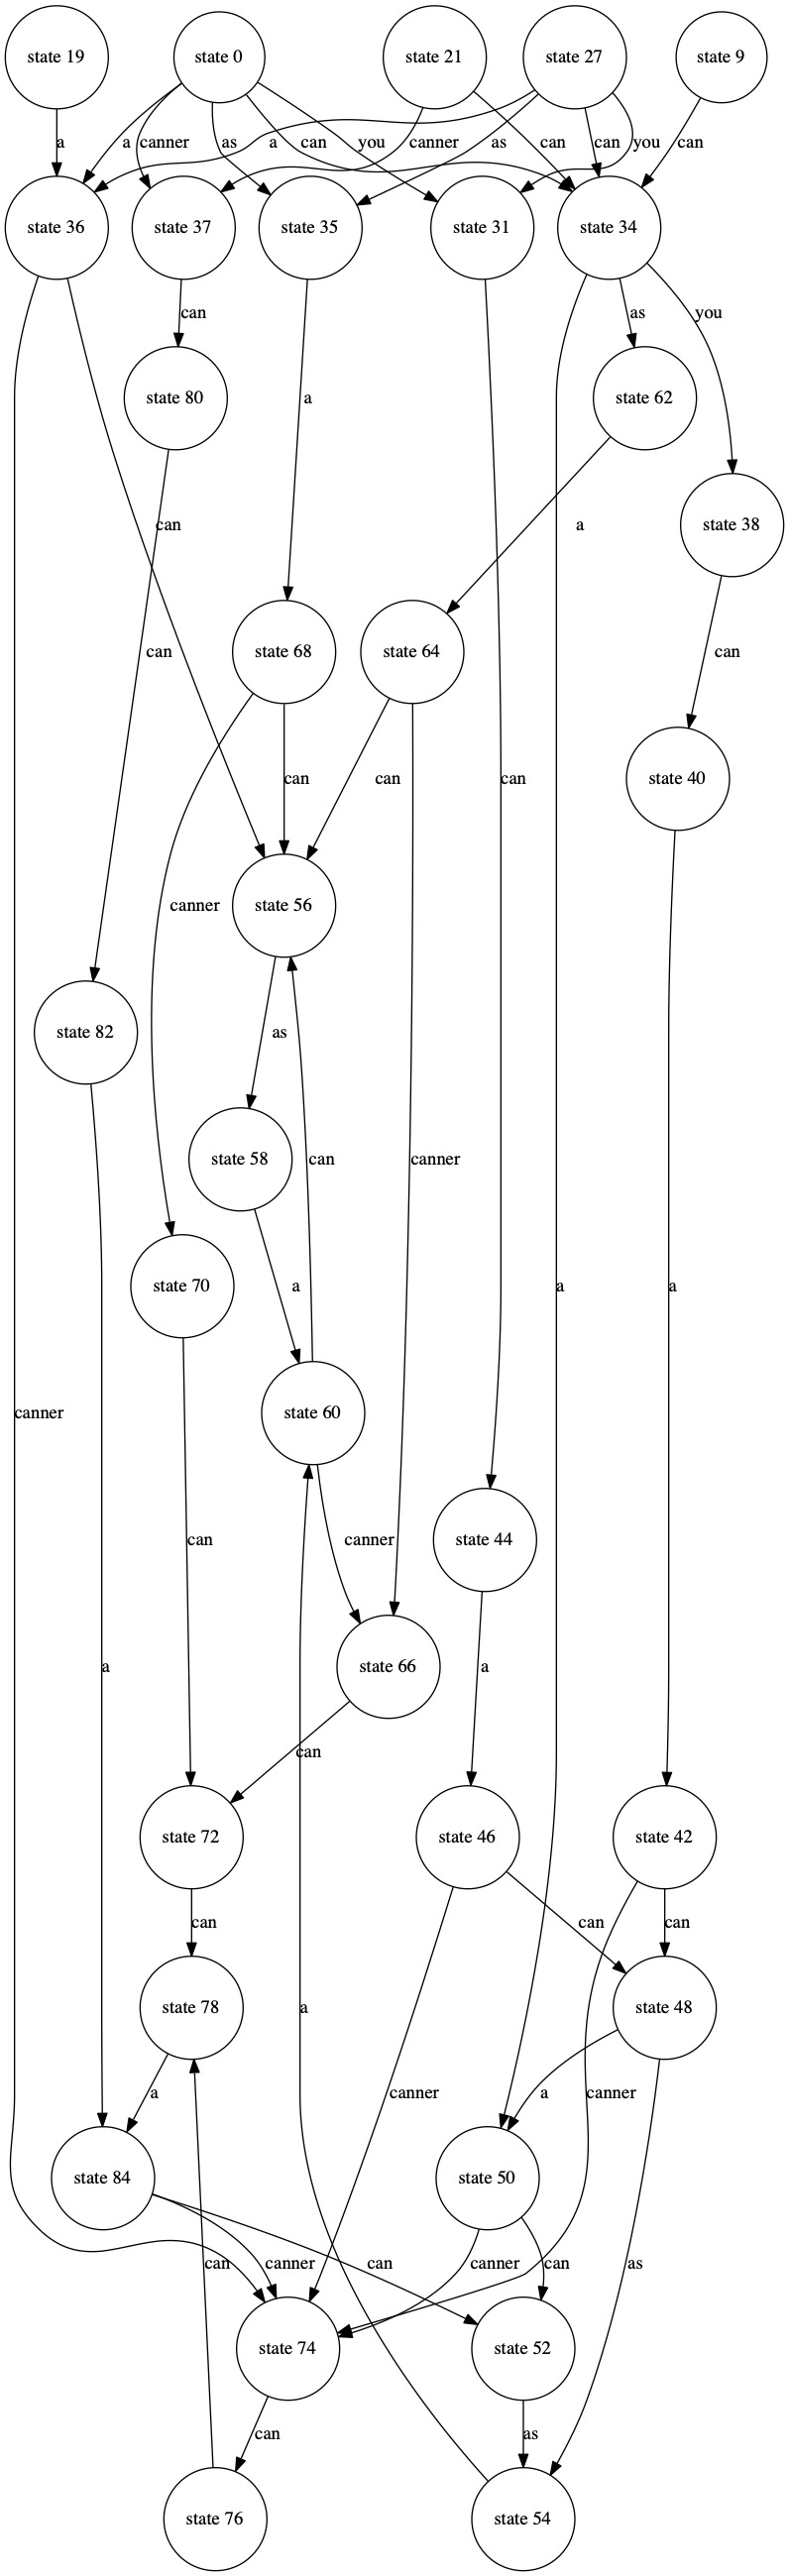 state 19
state 0
state 21
state 27
state 9
a
a
canner
as
a
can
you
canner
as
can
can
you
can
state 36
state 37
state 35
state 31
state 34
can
as
you
state 80
a
state 62
can
a
state 38
state 68
state 64
can
can
can
can
can
state 40
canner
state 56
state 82
as
state 58
can
canner
state 70
a
a
a
canner
state 60
can
canner
state 44
a
state 66
a
can
state 72
state 46
state 42
can
can
can
state 78
a
state 48
a
canner
a
canner
state 84
state 50
can
canner
can
canner
can
as
state 74
state 52
can
as
state 76
state 54